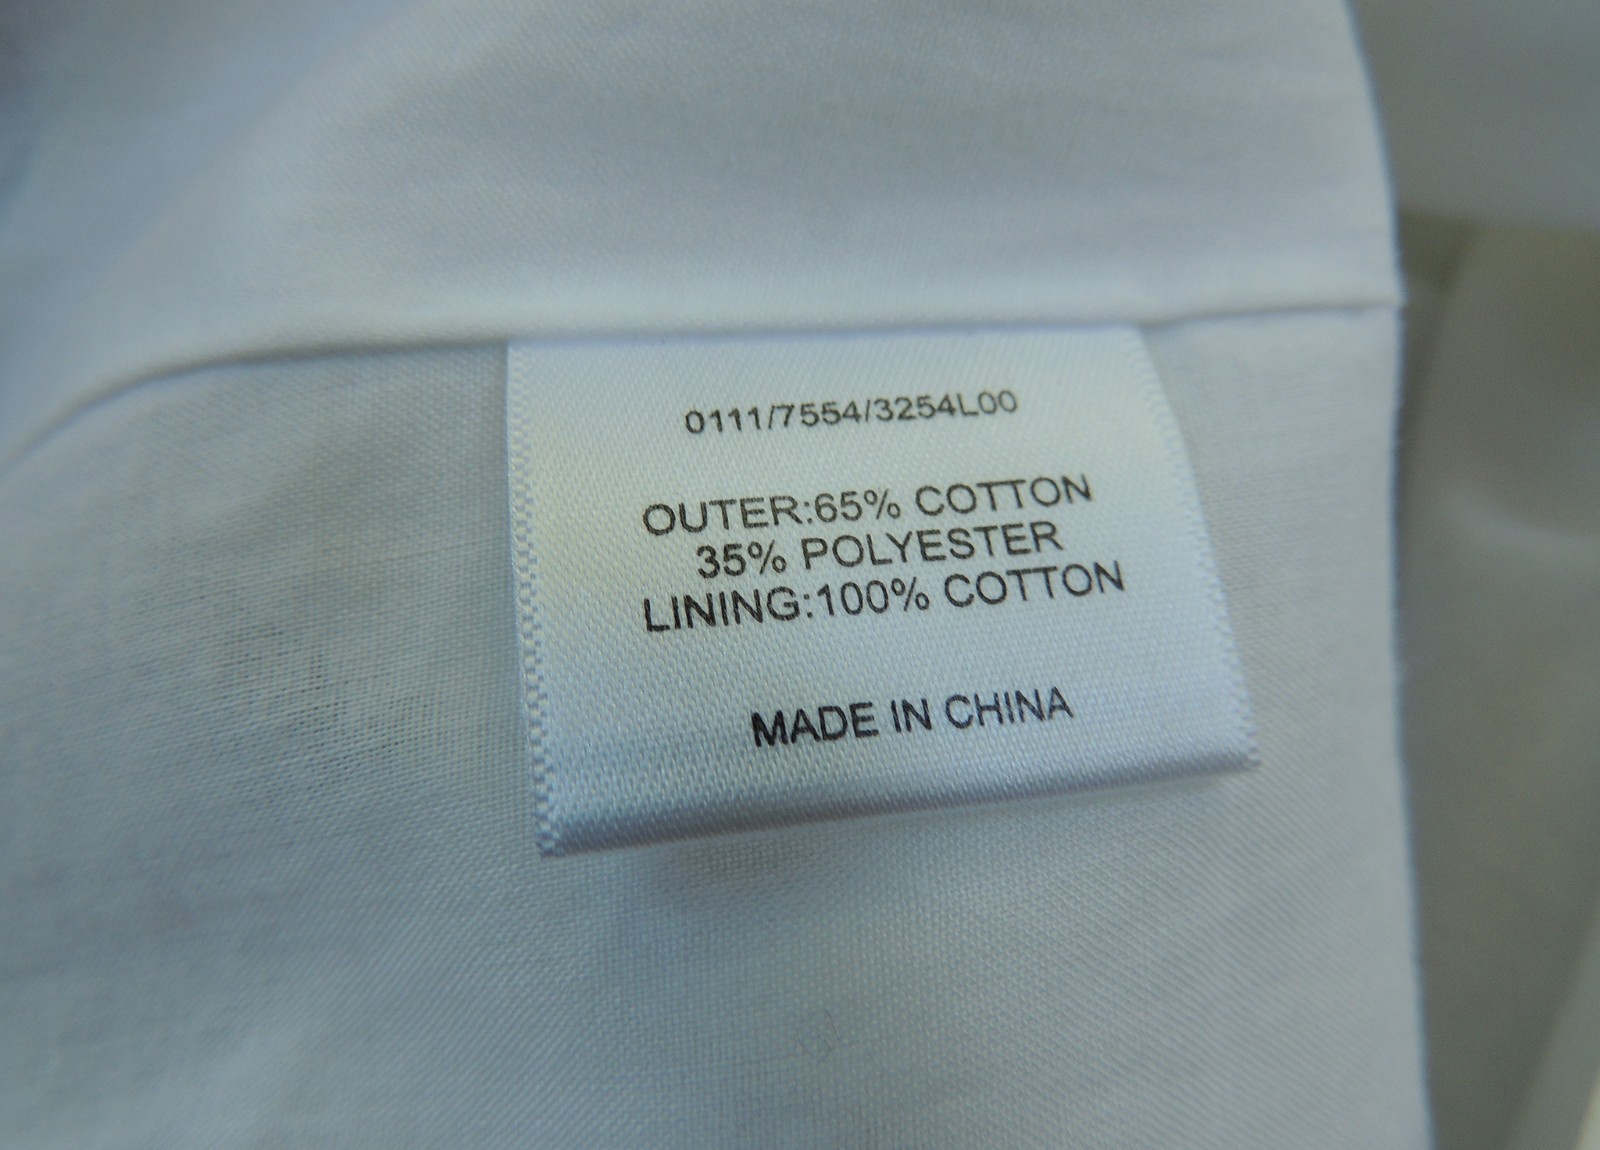 0111/7554/3254L00
OUTER:65% COTTON
35% POLYESTER
LINING:100% COTTON
MADE IN CHINA